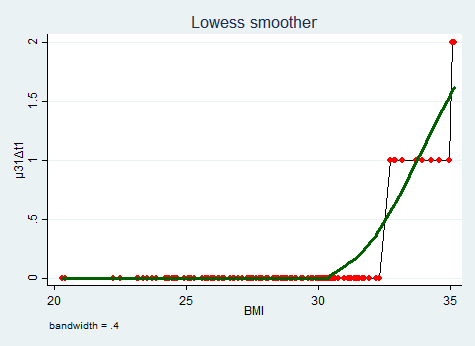 Lowess smoother
2
1.5
1
.5
0
μ31Δt1
20 25 30 35
BMI
bandwidth = .4